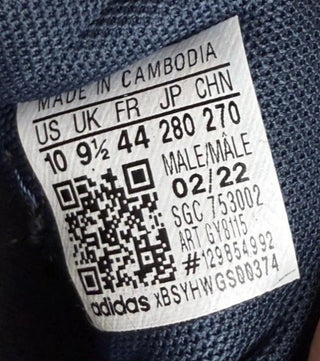 MADE IN CAMBODIA
US UK FR JP CHN
10 9½ 44 280 270
MALE/MÂLE
02/22
SGC 753002
ART GY8115
#129854992
adidas XBSYHWGS00374